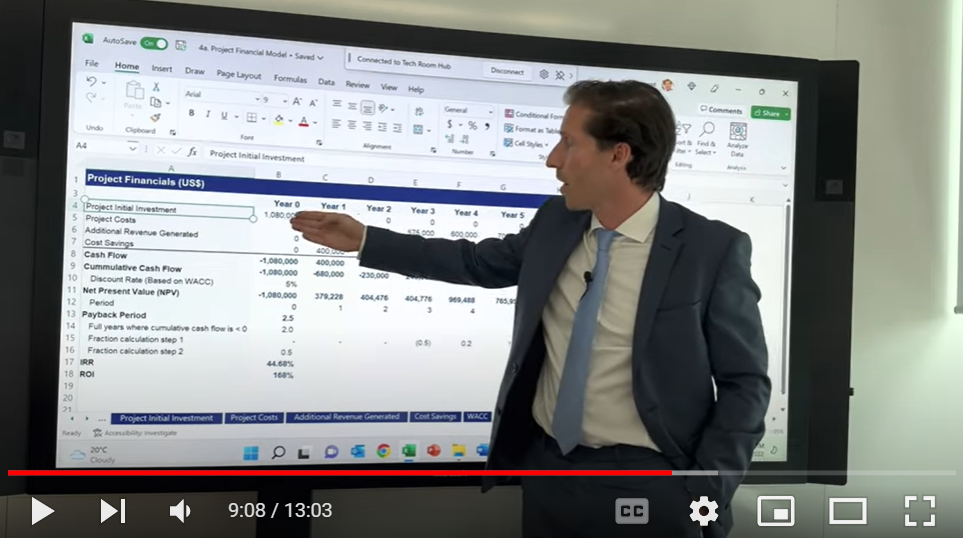 AutoSave On 4a. Project Financial Model • Saved
Connected to Tech Room Hub Disconnect
File Home Insert Draw Page Layout Formulas Data Review View Help
Comments Share
Undo Paste Clipboard
Arial 9
B I U
Font Alignment
General
$ %
Number
Conditional Form
Format as Table
Cell Styles
Editing
Analyze Data
Analysis
A4 fx Project Initial Investment
A B C D E F G
1 Project Financials (US$)
3 Year 0 Year 1 Year 2 Year 3 Year 4 Year 5
4 Project Initial Investment 1,080,000 0 0 0
5 Project Costs
6 Additional Revenue Generated 0 575,000 600,000
7 Cost Savings 0 400,000
8 Cash Flow -1,080,000 400,000
9 Cummulative Cash Flow -1,080,000 -680,000 -230,000
10 Discount Rate (Based on WACC) 5%
11 Net Present Value (NPV) -1,080,000 379,228 404,476 404,776 969,488
12 Period 0 1 2 3 4
13 Payback Period 2.5
14 Full years where cumulative cash flow is < 0 2.0
15 Fraction calculation step 1 - - - (0.5) 0.2
16 Fraction calculation step 2 0.5
17 IRR 44.68%
18 ROI 168%
19
20
21
... Project Initial Investment Project Costs Additional Revenue Generated Cost Savings WACC
Ready Accessibility: Investigate
20°C
Cloudy
9:08 / 13:03
CC